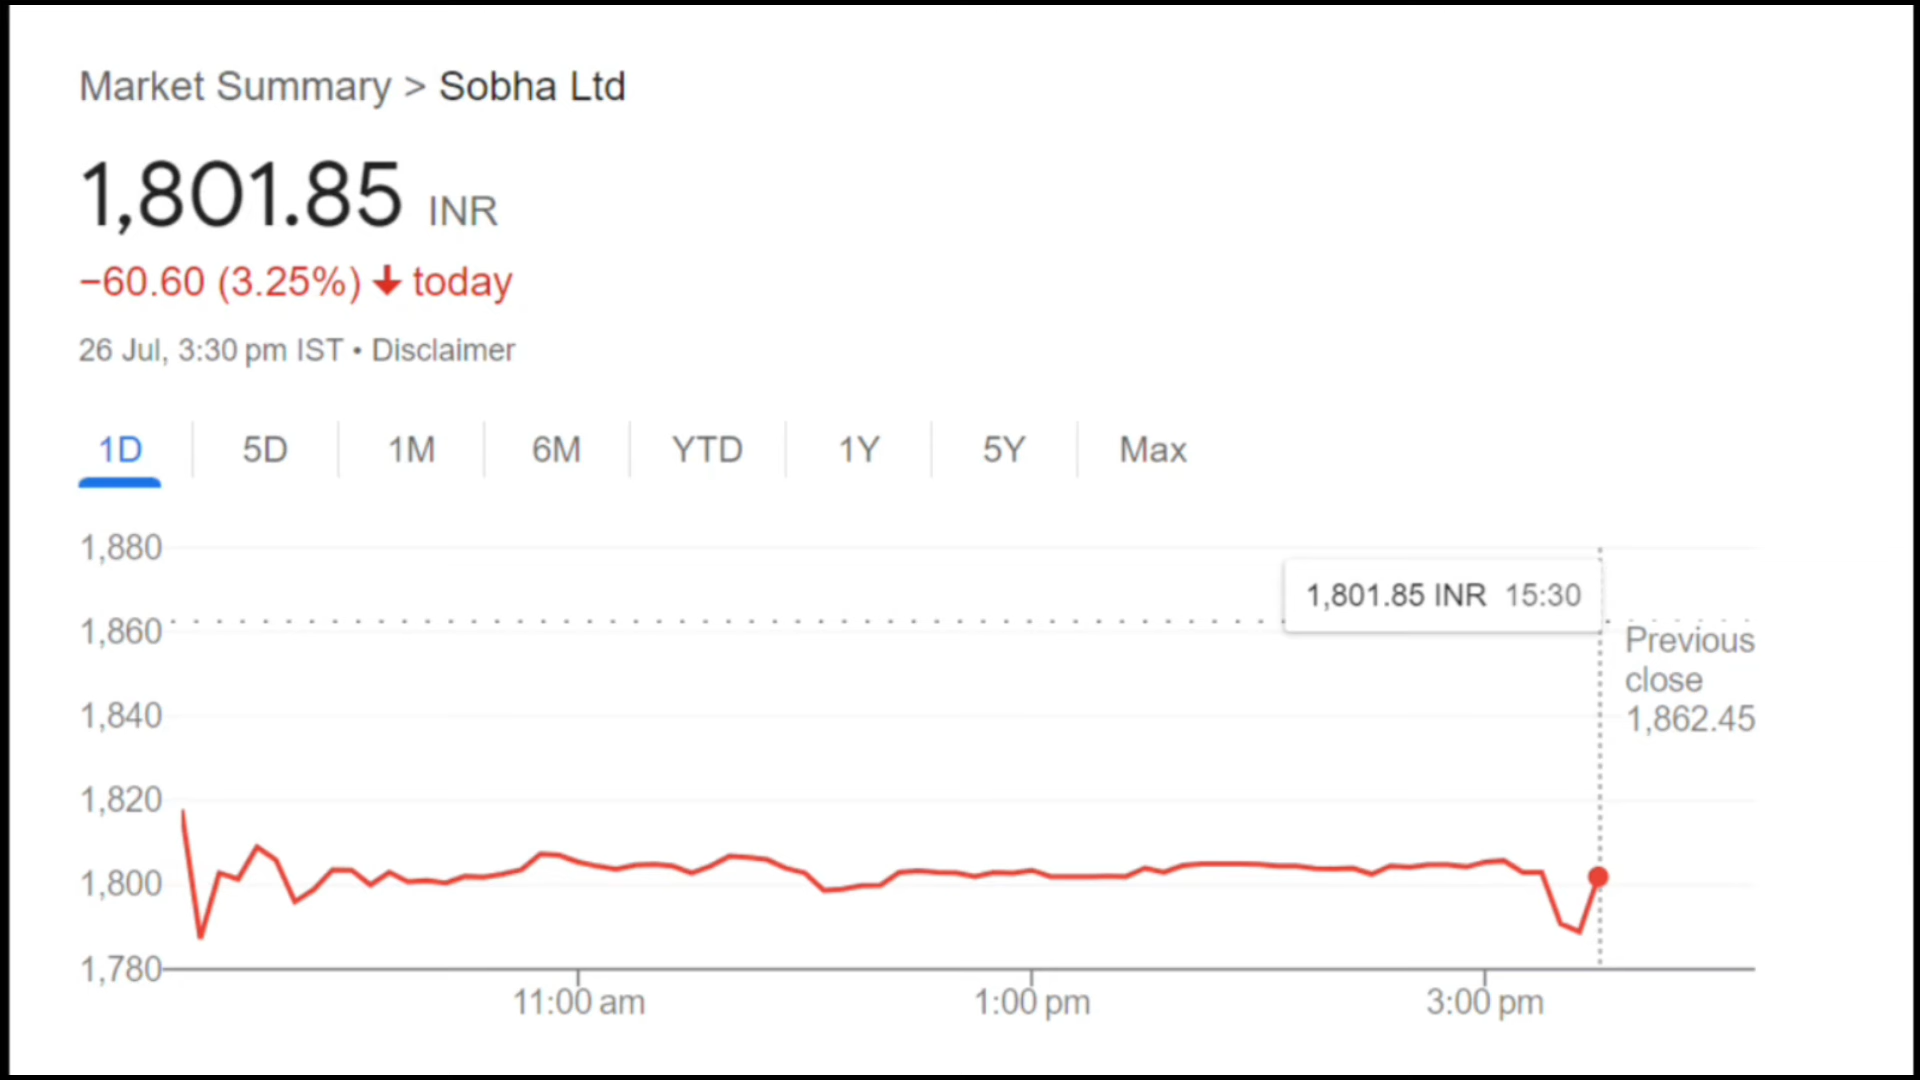 Market Summary > Sobha Ltd
1,801.85 INR
−60.60 (3.25%) ↓ today
26 Jul, 3:30 pm IST • Disclaimer
1D 5D 1M 6M YTD 1Y 5Y Max
1,880
1,801.85 INR 15:30
1,860
Previous
close
1,862.45
1,840
1,820
1,800
1,780
11:00 am 1:00 pm 3:00 pm